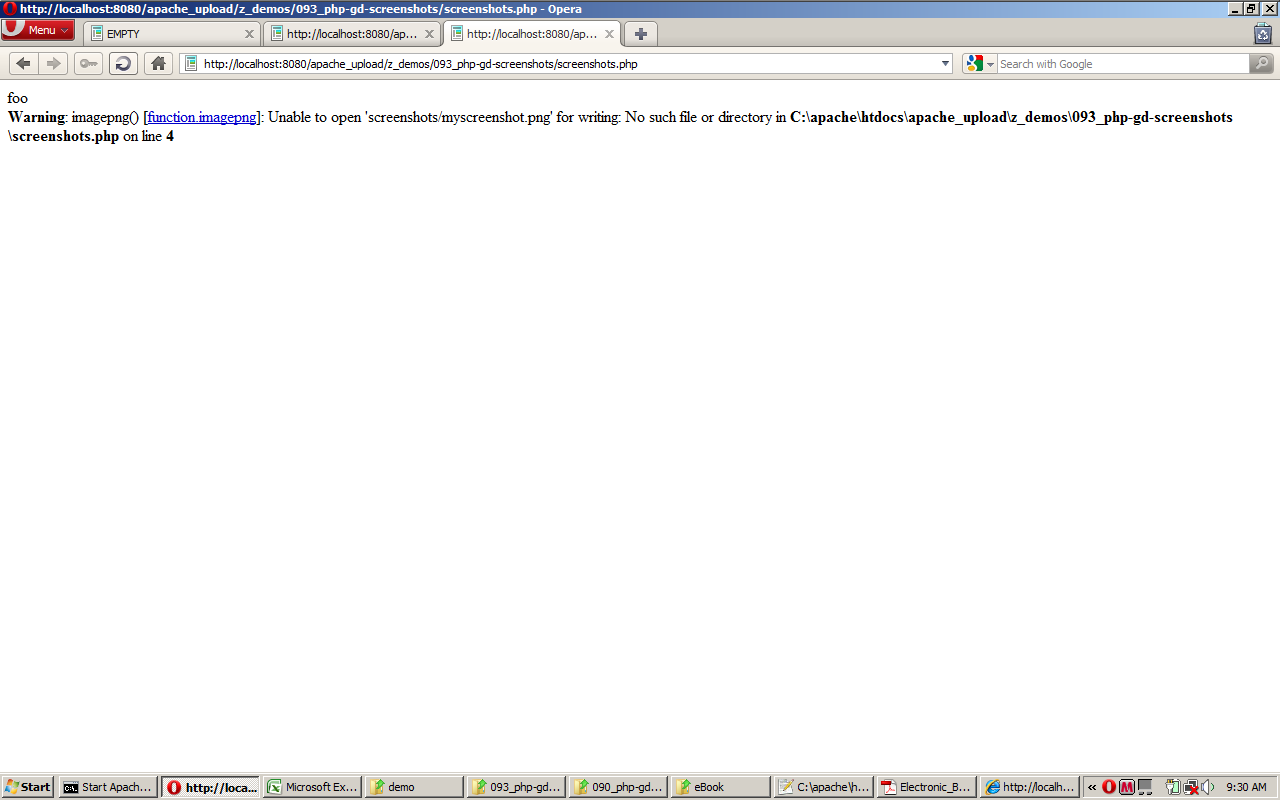 http://localhost:8080/apache_upload/z_demos/093_php-gd-screenshots/screenshots.php - Opera
Menu
EMPTY
http://localhost:8080/ap...
http://localhost:8080/ap...
http://localhost:8080/apache_upload/z_demos/093_php-gd-screenshots/screenshots.php
Search with Google
foo
Warning: imagepng() [function.imagepng]: Unable to open 'screenshots/myscreenshot.png' for writing: No such file or directory in C:\apache\htdocs\apache_upload\z_demos\093_php-gd-screenshots
\screenshots.php on line 4
Start
Start Apach...
http://loca...
Microsoft Ex...
demo
093_php-gd...
090_php-gd...
eBook
C:\apache\h...
Electronic_B...
http://localh...
9:30 AM